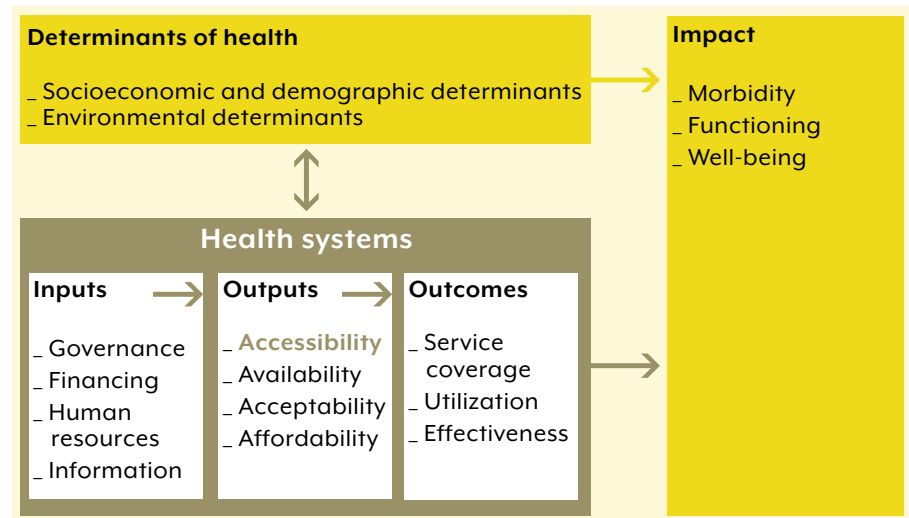 Determinants of health
_ Socioeconomic and demographic determinants
_ Environmental determinants
Impact
_ Morbidity
_ Functioning
_ Well-being
Health systems
Inputs
_ Governance
_ Financing
_ Human
resources
_ Information
Outputs
_ Accessibility
_ Availability
_ Acceptability
_ Affordability
Outcomes
_ Service
coverage
_ Utilization
_ Effectiveness